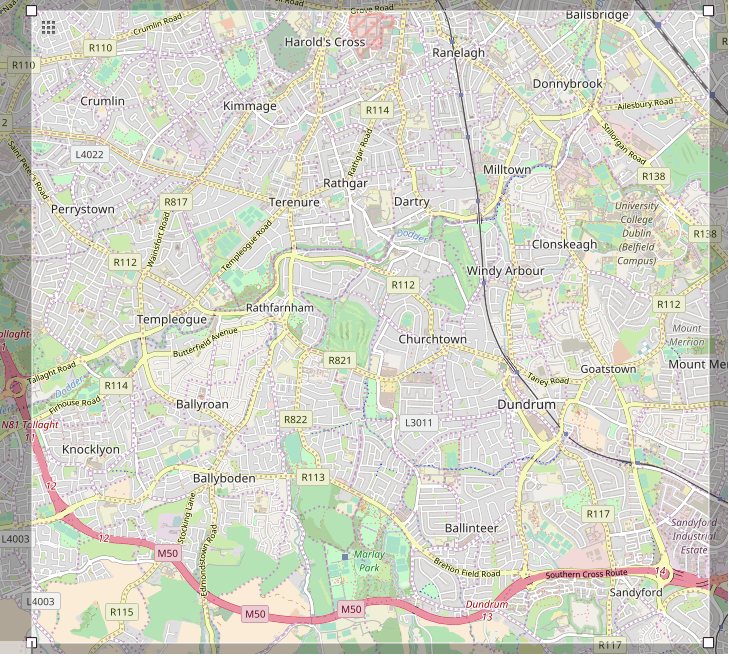 Crumlin Road
Grove Road
Ballsbridge
R110
Harold's Cross
Ranelagh
R110
Donnybrook
Crumlin
Kimmage
R114
Ailesbury Road
2
Stillorgan Road
L4022
Rathgar Road
Saint Peter's Road
Milltown
R138
Rathgar
Perrystown
R817
Terenure
Dartry
University
College
Dublin
(Belfield
Campus)
Wainsfort Road
Templeogue Road
Dodder
Clonskeagh
R138
R112
Windy Arbour
R112
R112
Rathfarnham
Templeogue
Mount
Merrion
Tallaght
Butterfield Avenue
Churchtown
R821
Mount Mer
Tallaght Road
Goatstown
Taney Road
Dodder
R114
Firhouse Road
Ballyroan
Dundrum
N81 Tallaght
11
R822
L3011
Knocklyon
Ballyboden
R113
12
Stocking Lane
R117
Ballinteer
Sandyford
Industrial
Estate
Edmondstown Road
L4003
12
M50
Marlay
Park
Brehon Field Road
Southern Cross Route
14
Sandyford
L4003
R115
M50
M50
Dundrum
13
R117